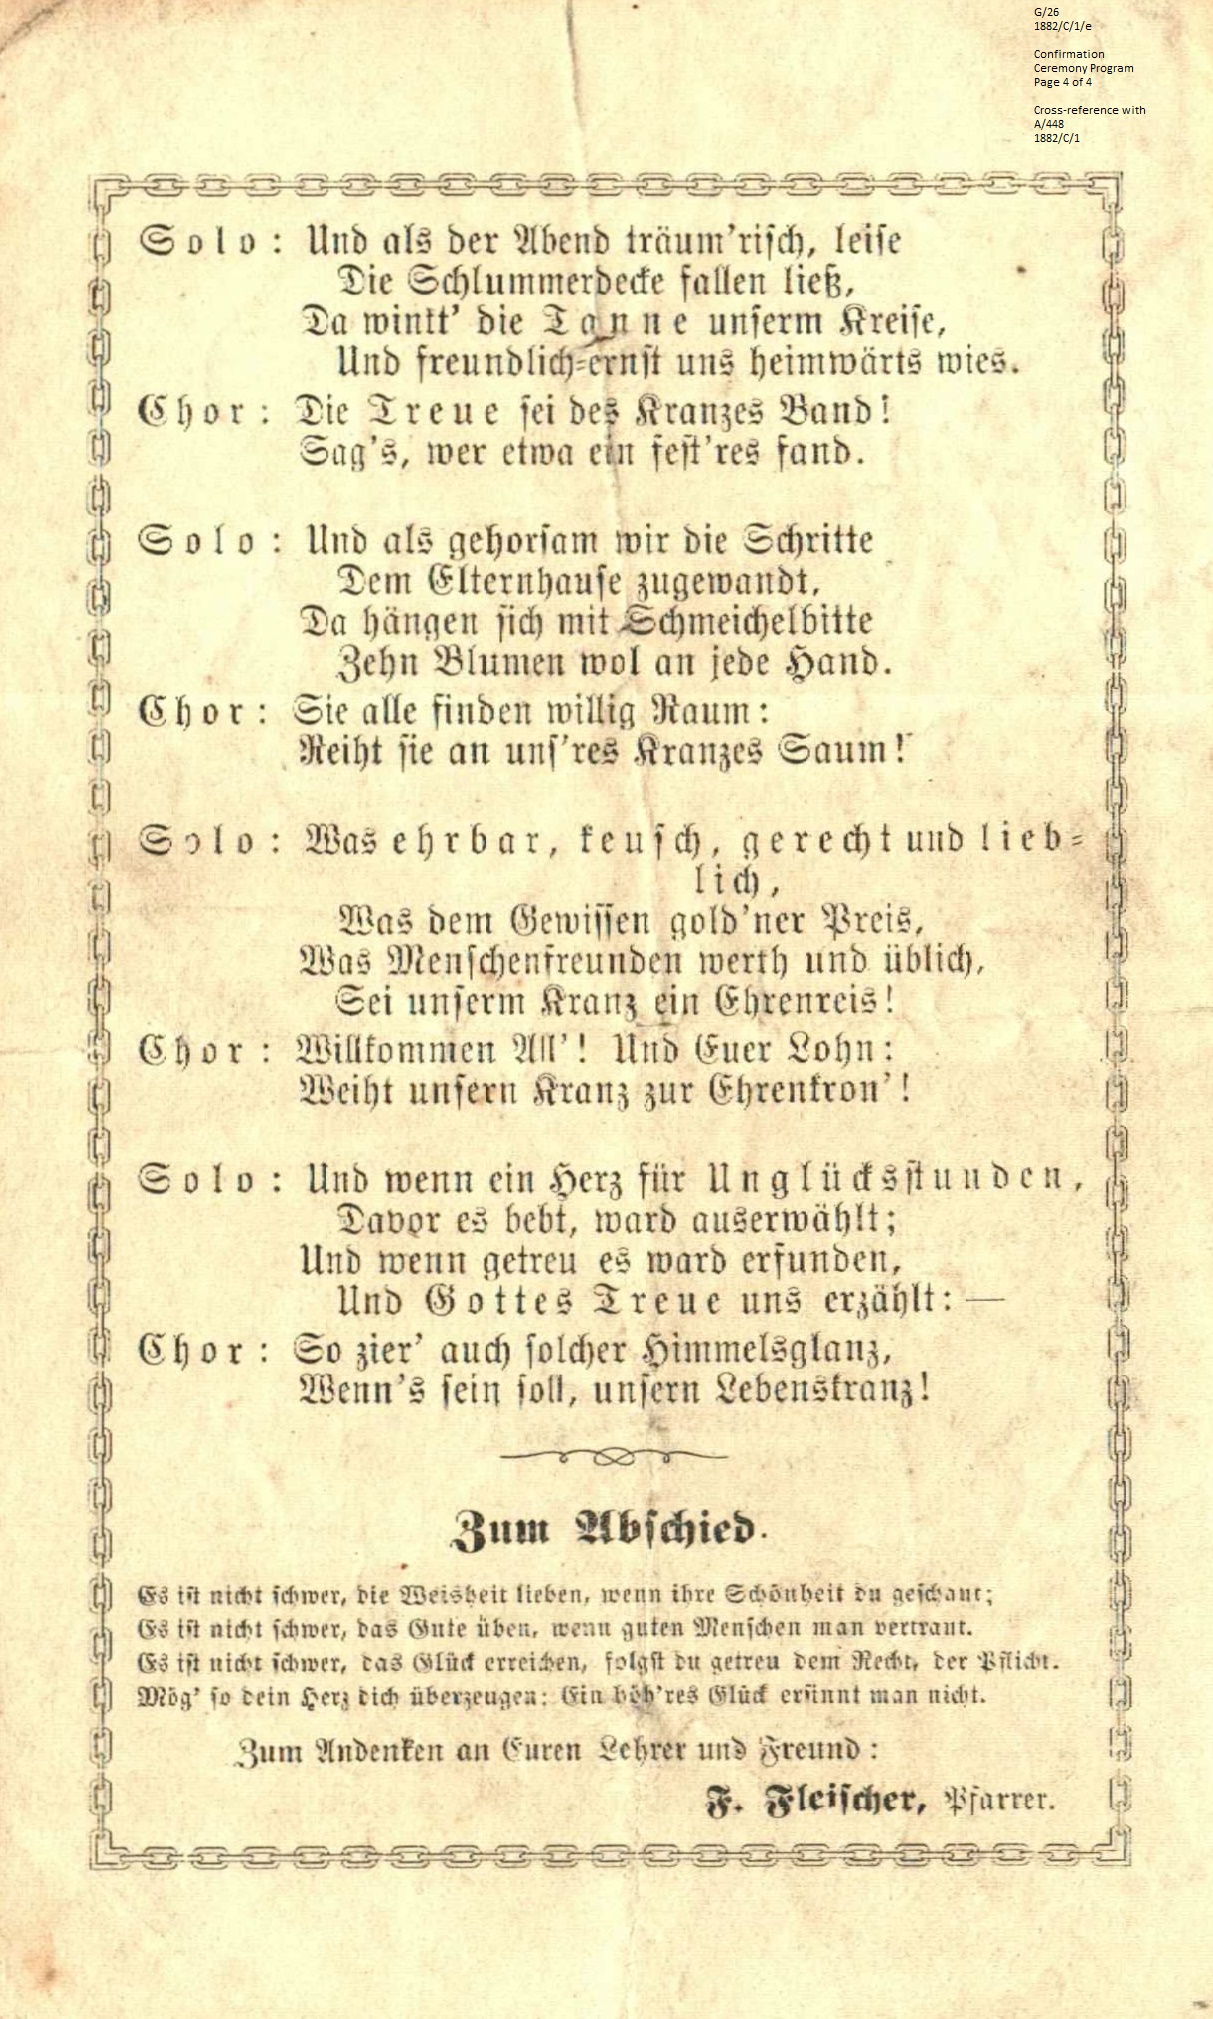 G/26
1882/C/1/e
Confirmation
Ceremony Program
Page 4 of 4
Cross-reference with
A/448
1882/C/1
Solo: Und als der Abend träum'risch, leise
Die Schlummerdecke fallen ließ,
Da winkt' die Tanne unserm Kreise,
Und freundlich-ernst uns heimwärts wies.
Chor: Die Treue sei des Kranzes Band!
Sag's, wer etwa ein fest'res fand.
Solo: Und als gehorsam wir die Schritte
Dem Elternhause zugewandt,
Da hängen sich mit Schmeichelbitte
Zehn Blumen wol an jede Hand.
Chor: Sie alle finden willig Raum:
Reiht sie an uns'res Kranzes Saum!
Solo: Was ehrbar, keusch, gerecht und lieb-
lich,
Was dem Gewissen gold'ner Preis,
Was Menschenfreunden werth und üblich,
Sei unserm Kranz ein Ehrenreis!
Chor: Willkommen All'! Und Euer Lohn:
Weiht unsern Kranz zur Ehrenkron'!
Solo: Und wenn ein Herz für Unglücksstunden,
Davor es bebt, ward auserwählt;
Und wenn getreu es ward erfunden,
Und Gottes Treue uns erzählt: —
Chor: So zier' auch solcher Himmelsglanz,
Wenn's sein soll, unsern Lebenskranz!
Zum Abschied.
Es ist nicht schwer, die Weisheit lieben, wenn ihre Schönheit du geschaut;
Es ist nicht schwer, das Gute üben, wenn guten Menschen man vertraut.
Es ist nicht schwer, das Glück erreichen, folgst du getreu dem Recht, der Pflicht.
Mög' so dein Herz dich überzeugen: Ein höh'res Glück ersinnt man nicht.
Zum Andenken an Euren Lehrer und Freund:
F. Fleischer, Pfarrer.